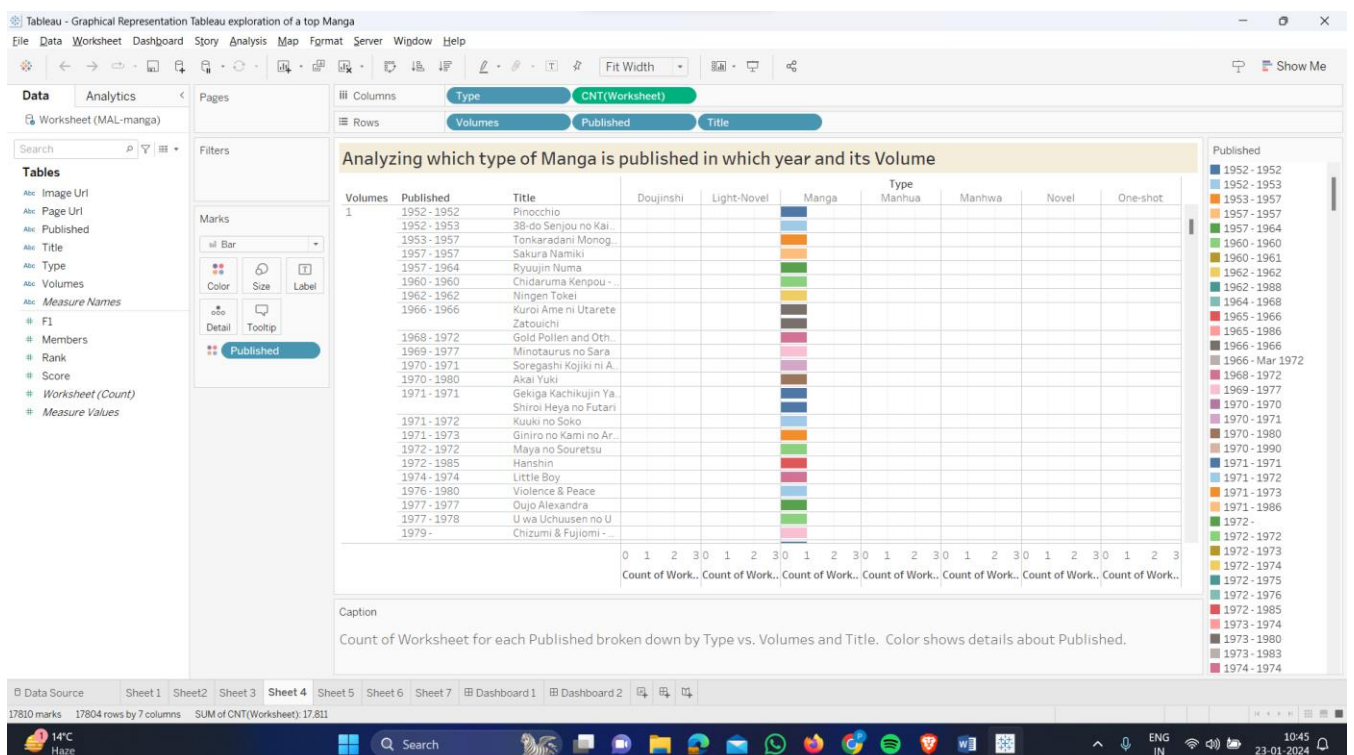 Tableau - Graphical Representation Tableau exploration of a top Manga
File Data Worksheet Dashboard Story Analysis Map Format Server Window Help
Fit Width
Show Me
Data Analytics
Worksheet (MAL-manga)
Search
Tables
Abc Image Url
Abc Page Url
Abc Published
Abc Title
Abc Type
Abc Volumes
Abc Measure Names
# F1
# Members
# Rank
# Score
# Worksheet (Count)
# Measure Values
Pages
Filters
Marks
Bar
Color Size Label
Detail Tooltip
Published
Columns Type CNT(Worksheet)
Rows Volumes Published Title
Analyzing which type of Manga is published in which year and its Volume
Type
Volumes Published Title Doujinshi Light-Novel Manga Manhua Manhwa Novel One-shot
1 1952 - 1952 Pinocchio
1952 - 1953 38-do Senjou no Kai..
1953 - 1957 Tonkaradani Monog..
1957 - 1957 Sakura Namiki
1957 - 1964 Ryuujin Numa
1960 - 1960 Chidaruma Kenpou - ..
1962 - 1962 Ningen Tokei
1966 - 1966 Kuroi Ame ni Utarete
Zatouichi
1968 - 1972 Gold Pollen and Oth..
1969 - 1977 Minotaurus no Sara
1970 - 1971 Soregashi Kojiki ni A..
1970 - 1980 Akai Yuki
1971 - 1971 Gekiga Kachikujin Ya..
Shiroi Heya no Futari
1971 - 1972 Kuuki no Soko
1971 - 1973 Giniro no Kami no Ar..
1972 - 1972 Maya no Souretsu
1972 - 1985 Hanshin
1974 - 1974 Little Boy
1976 - 1980 Violence & Peace
1977 - 1977 Oujo Alexandra
1977 - 1978 U wa Uchuusen no U
1979 - Chizumi & Fujiomi - ..
0 1 2 3 0 1 2 3 0 1 2 3 0 1 2 3 0 1 2 3 0 1 2 3 0 1 2 3
Count of Work.. Count of Work.. Count of Work.. Count of Work.. Count of Work.. Count of Work.. Count of Work..
Caption
Count of Worksheet for each Published broken down by Type vs. Volumes and Title. Color shows details about Published.
Published
1952 - 1952
1952 - 1953
1953 - 1957
1957 - 1957
1957 - 1964
1960 - 1960
1960 - 1961
1962 - 1962
1962 - 1988
1964 - 1968
1965 - 1966
1965 - 1986
1966 - 1966
1966 - Mar 1972
1968 - 1972
1969 - 1977
1970 - 1970
1970 - 1971
1970 - 1980
1970 - 1990
1971 - 1971
1971 - 1972
1971 - 1973
1971 - 1986
1972 -
1972 - 1972
1972 - 1973
1972 - 1974
1972 - 1975
1972 - 1976
1972 - 1985
1973 - 1974
1973 - 1980
1973 - 1983
1974 - 1974
Data Source Sheet 1 Sheet2 Sheet 3 Sheet 4 Sheet 5 Sheet 6 Sheet 7 Dashboard 1 Dashboard 2
17810 marks 17804 rows by 7 columns SUM of CNT(Worksheet): 17,811
1 14°C
Haze
Search
ENG
IN
10:45
23-01-2024